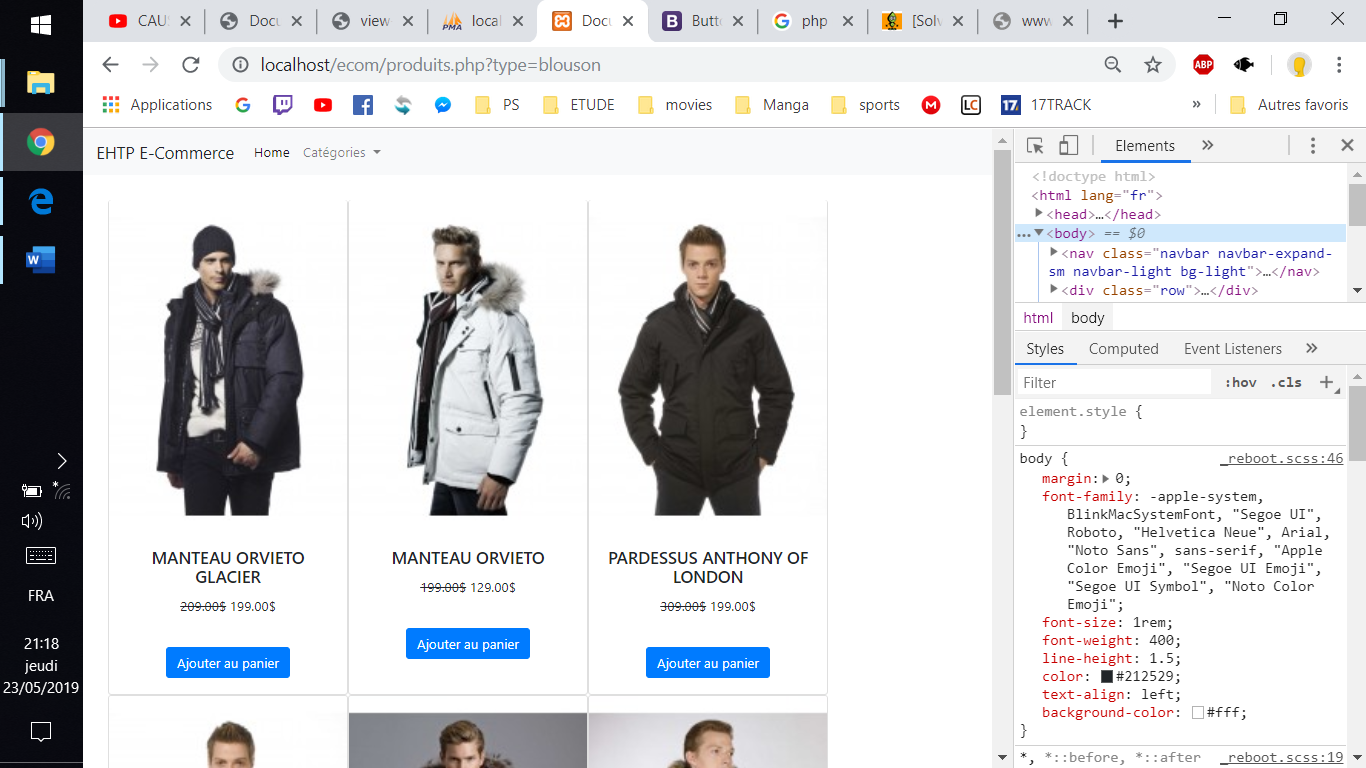 CAU
Docu
view
PMA
local
Docu
B
Butt
php
[Solv
www
localhost/ecom/produits.php?type=blouson
ABP
Applications
PS
ETUDE
movies
Manga
sports
M
LC
17.
17TRACK
»
Autres favoris
EHTP E-Commerce
Home
Catégories
MANTEAU ORVIETO
GLACIER
209.00$ 199.00$
Ajouter au panier
MANTEAU ORVIETO
199.00$ 129.00$
Ajouter au panier
PARDESSUS ANTHONY OF
LONDON
309.00$ 199.00$
Ajouter au panier
Elements
»
<!doctype html>
<html lang="fr">
<head>…</head>
…<body> == $0
<nav class="navbar navbar-expand-
sm navbar-light bg-light">…</nav>
<div class="row">…</div>
html body
Styles Computed Event Listeners »
Filter :hov .cls +
element.style {
}
body { _reboot.scss:46
margin: 0;
font-family: -apple-system,
BlinkMacSystemFont, "Segoe UI",
Roboto, "Helvetica Neue", Arial,
"Noto Sans", sans-serif, "Apple
Color Emoji", "Segoe UI Emoji",
"Segoe UI Symbol", "Noto Color
Emoji";
font-size: 1rem;
font-weight: 400;
line-height: 1.5;
color: #212529;
text-align: left;
background-color: #fff;
}
*, *::before, *::after _reboot.scss:19
W
FRA
21:18
jeudi
23/05/2019